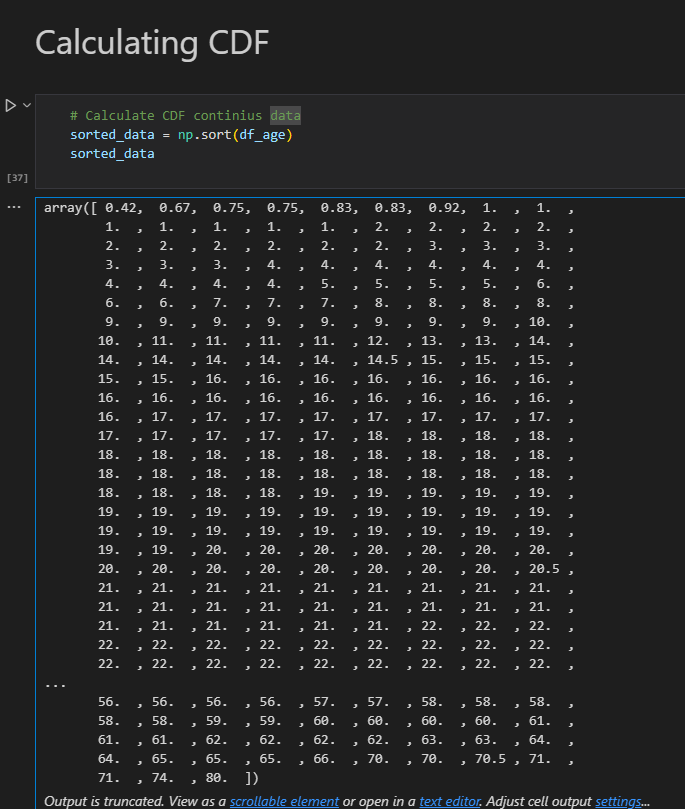 Calculating CDF
# Calculate CDF continius data
sorted_data = np.sort(df_age)
sorted_data
[37]
...
array([ 0.42,  0.67,  0.75,  0.75,  0.83,  0.83,  0.92,  1.  ,  1.  ,
        1.  ,  1.  ,  1.  ,  1.  ,  1.  ,  2.  ,  2.  ,  2.  ,  2.  ,
        2.  ,  2.  ,  2.  ,  2.  ,  2.  ,  2.  ,  3.  ,  3.  ,  3.  ,
        3.  ,  3.  ,  3.  ,  4.  ,  4.  ,  4.  ,  4.  ,  4.  ,  4.  ,
        4.  ,  4.  ,  4.  ,  4.  ,  5.  ,  5.  ,  5.  ,  5.  ,  6.  ,
        6.  ,  6.  ,  7.  ,  7.  ,  7.  ,  8.  ,  8.  ,  8.  ,  8.  ,
        9.  ,  9.  ,  9.  ,  9.  ,  9.  ,  9.  ,  9.  ,  9.  , 10.  ,
       10.  , 11.  , 11.  , 11.  , 11.  , 12.  , 13.  , 13.  , 14.  ,
       14.  , 14.  , 14.  , 14.  , 14.  , 14.5 , 15.  , 15.  , 15.  ,
       15.  , 15.  , 16.  , 16.  , 16.  , 16.  , 16.  , 16.  , 16.  ,
       16.  , 16.  , 16.  , 16.  , 16.  , 16.  , 16.  , 16.  , 16.  ,
       16.  , 17.  , 17.  , 17.  , 17.  , 17.  , 17.  , 17.  , 17.  ,
       17.  , 17.  , 17.  , 17.  , 17.  , 18.  , 18.  , 18.  , 18.  ,
       18.  , 18.  , 18.  , 18.  , 18.  , 18.  , 18.  , 18.  , 18.  ,
       18.  , 18.  , 18.  , 18.  , 18.  , 18.  , 18.  , 18.  , 18.  ,
       18.  , 18.  , 18.  , 18.  , 19.  , 19.  , 19.  , 19.  , 19.  ,
       19.  , 19.  , 19.  , 19.  , 19.  , 19.  , 19.  , 19.  , 19.  ,
       19.  , 19.  , 19.  , 19.  , 19.  , 19.  , 19.  , 19.  , 19.  ,
       19.  , 19.  , 20.  , 20.  , 20.  , 20.  , 20.  , 20.  , 20.  ,
       20.  , 20.  , 20.  , 20.  , 20.  , 20.  , 20.  , 20.  , 20.5 ,
       21.  , 21.  , 21.  , 21.  , 21.  , 21.  , 21.  , 21.  , 21.  ,
       21.  , 21.  , 21.  , 21.  , 21.  , 21.  , 21.  , 21.  , 21.  ,
       21.  , 21.  , 21.  , 21.  , 21.  , 21.  , 22.  , 22.  , 22.  ,
       22.  , 22.  , 22.  , 22.  , 22.  , 22.  , 22.  , 22.  , 22.  ,
       22.  , 22.  , 22.  , 22.  , 22.  , 22.  , 22.  , 22.  , 22.  ,
...
       56.  , 56.  , 56.  , 56.  , 57.  , 57.  , 58.  , 58.  , 58.  ,
       58.  , 58.  , 59.  , 59.  , 60.  , 60.  , 60.  , 60.  , 61.  ,
       61.  , 61.  , 62.  , 62.  , 62.  , 62.  , 63.  , 63.  , 64.  ,
       64.  , 65.  , 65.  , 65.  , 66.  , 70.  , 70.  , 70.5 , 71.  ,
       71.  , 74.  , 80.  ])
Output is truncated. View as a scrollable element or open in a text editor. Adjust cell output settings...